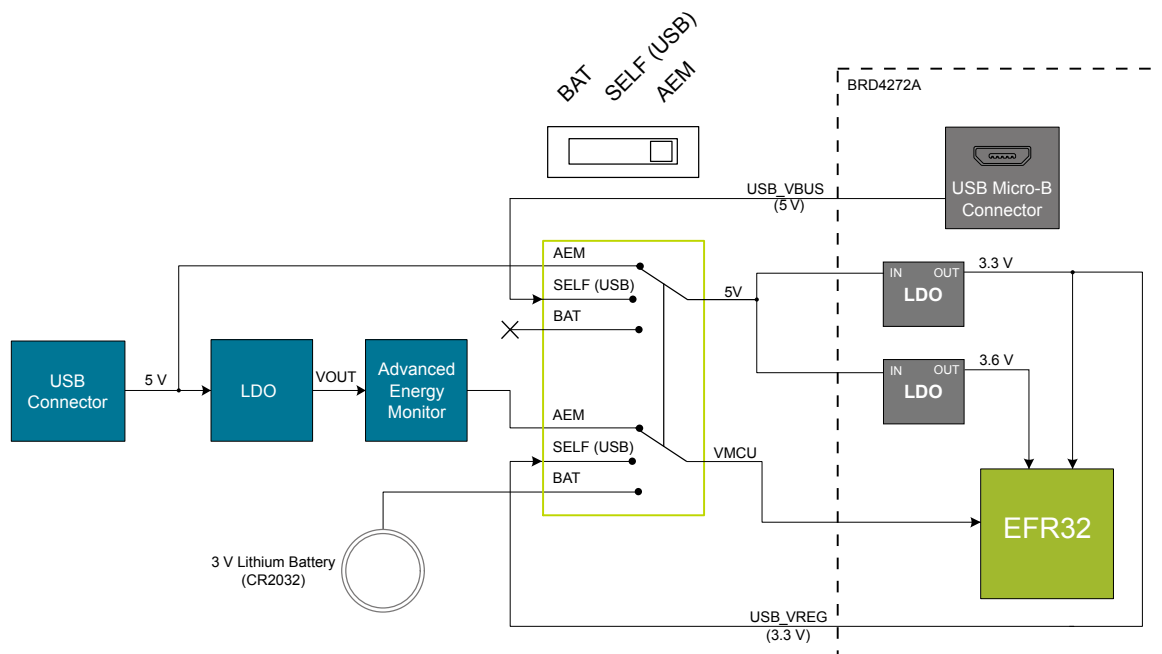 BAT
SELF (USB)
AEM
BRD4272A
USB Micro-B
Connector
USB_VBUS
(5 V)
AEM
SELF (USB)
BAT
5V
IN OUT
LDO
3.3 V
IN OUT
LDO
3.6 V
USB
Connector
5 V
LDO
VOUT
Advanced
Energy
Monitor
AEM
SELF (USB)
BAT
VMCU
EFR32
3 V Lithium Battery
(CR2032)
USB_VREG
(3.3 V)